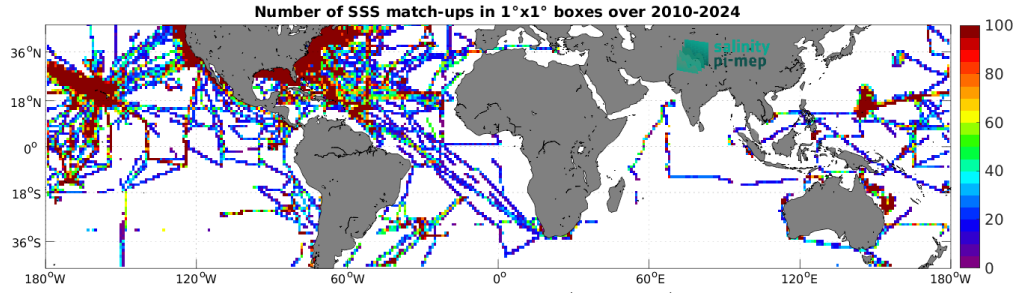 Number of SSS match-ups in 1°x1° boxes over 2010-2024
36°N
18°N
0°
18°S
36°S
180°W 120°W 60°W 0° 60°E 120°E 180°E
salinity
pi-mep
100
80
60
40
20
0